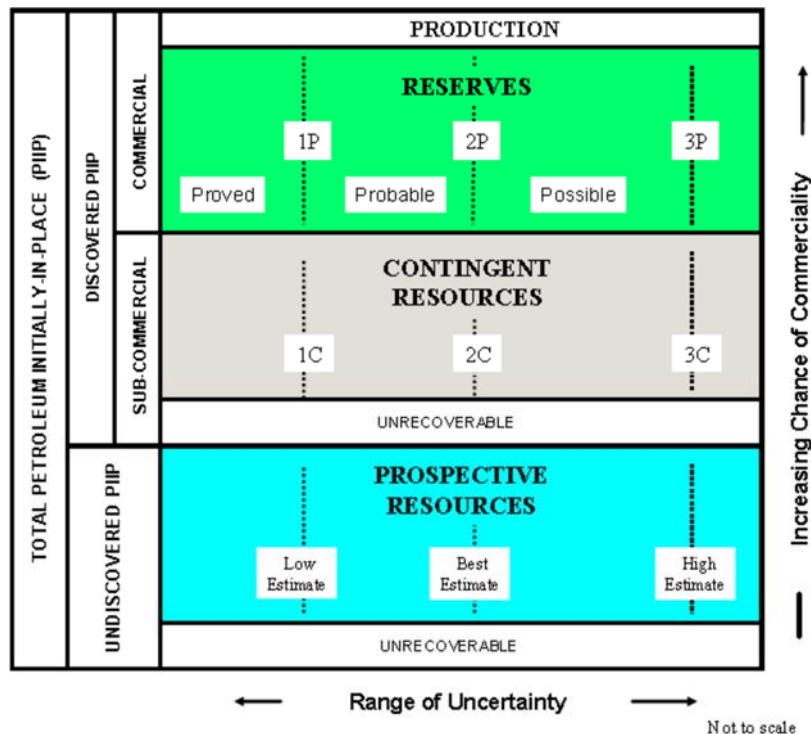 PRODUCTION
RESERVES
1P
2P
3P
Proved
Probable
Possible
CONTINGENT
RESOURCES
1C
2C
3C
UNRECOVERABLE
PROSPECTIVE
RESOURCES
Low
Estimate
Best
Estimate
High
Estimate
UNRECOVERABLE
TOTAL PETROLEUM INITIALLY-IN-PLACE (PIIP)
DISCOVERED PIIP
UNDISCOVERED PIIP
COMMERCIAL
SUB-COMMERCIAL
Increasing Chance of Commerciality
Range of Uncertainty
Not to scale